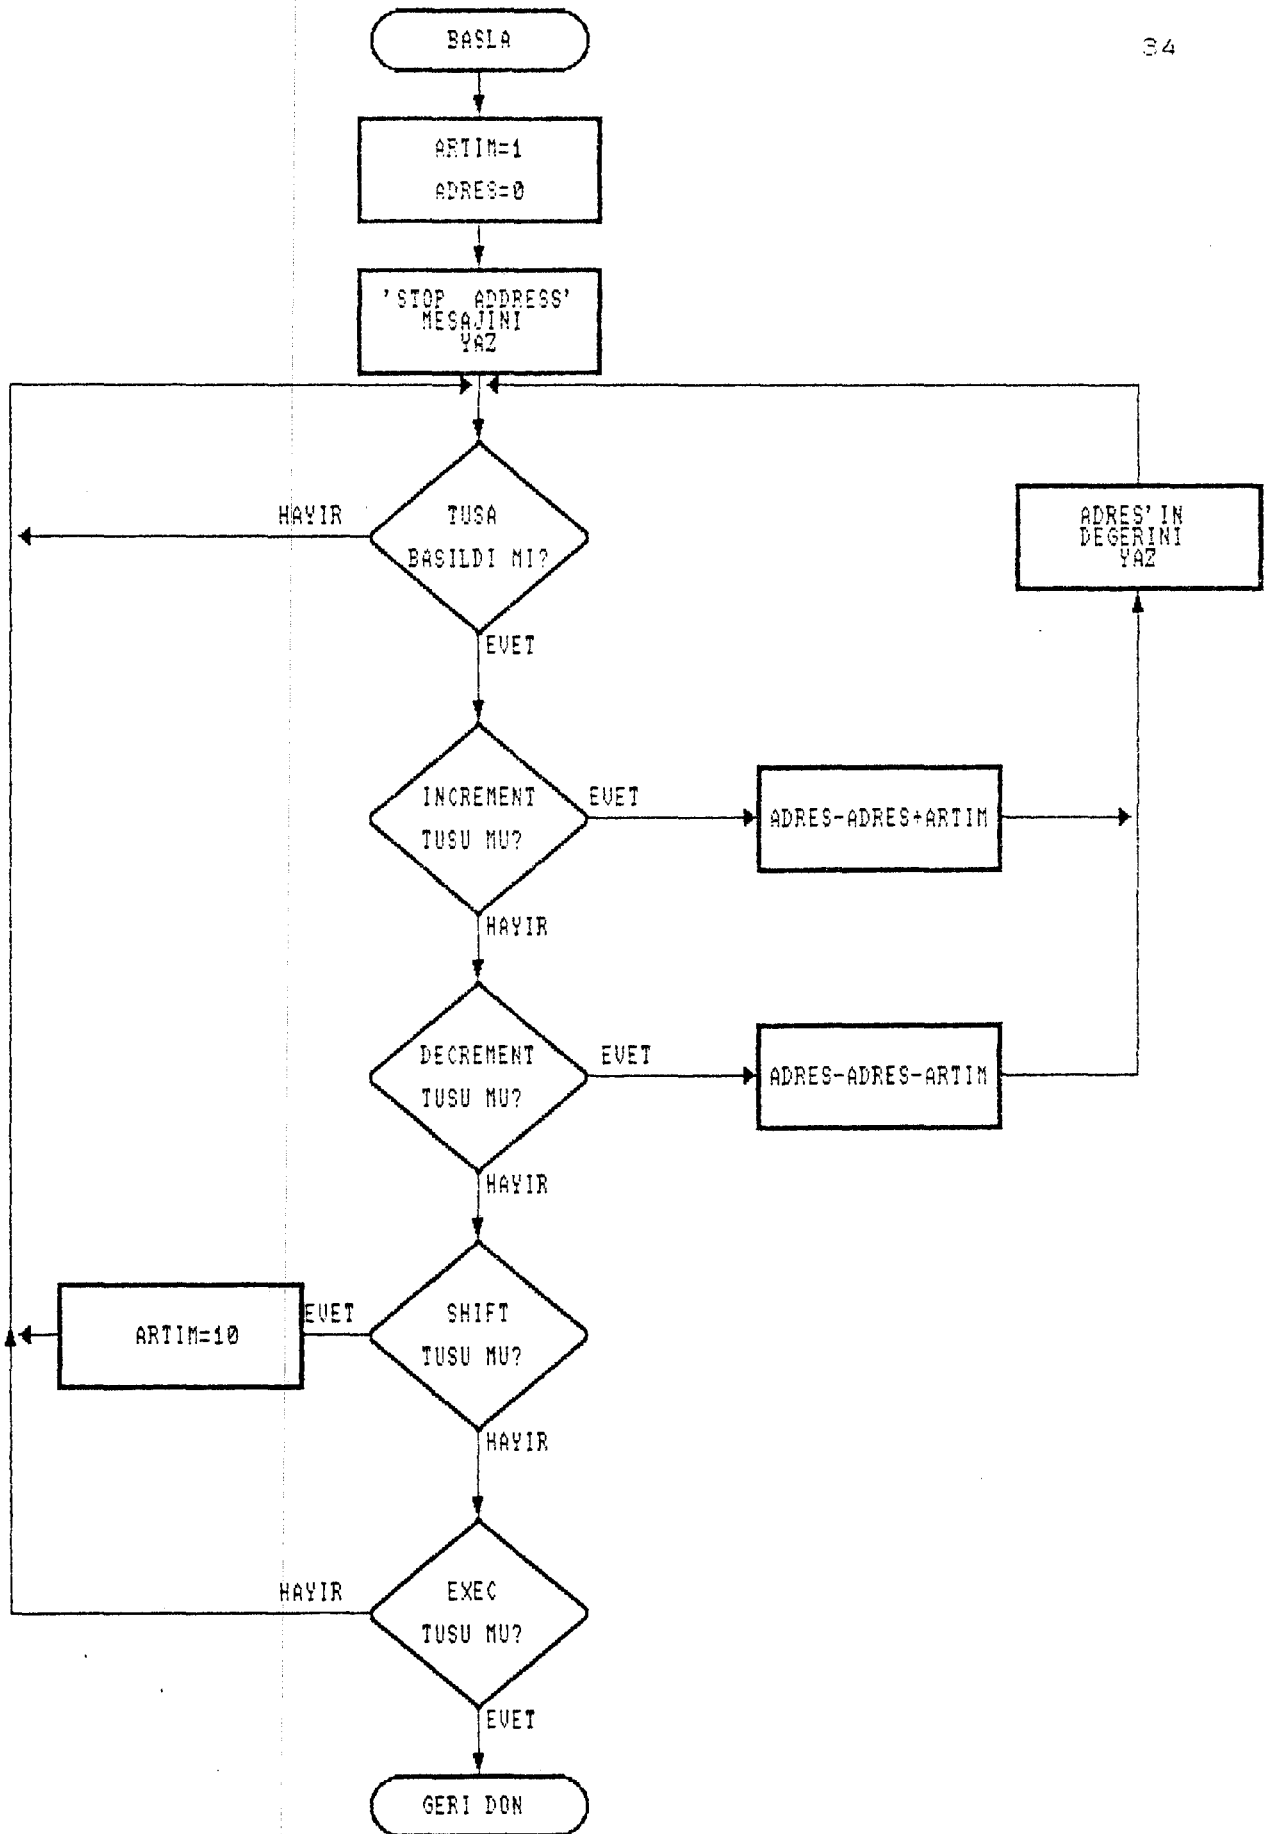 34
BASLA
ARTIM=1
ADRES=0
'STOP ADDRESS'
MESAJINI
YAZ
HAYIR
TUSA
BASILDI MI?
EVET
ADRES'IN
DEGERINI
YAZ
INCREMENT
TUSU MU?
EVET
ADRES-ADRES+ARTIM
HAYIR
DECREMENT
TUSU MU?
EVET
ADRES-ADRES-ARTIM
HAYIR
ARTIM=10
EVET
SHIFT
TUSU MU?
HAYIR
HAYIR
EXEC
TUSU MU?
EVET
GERI DON